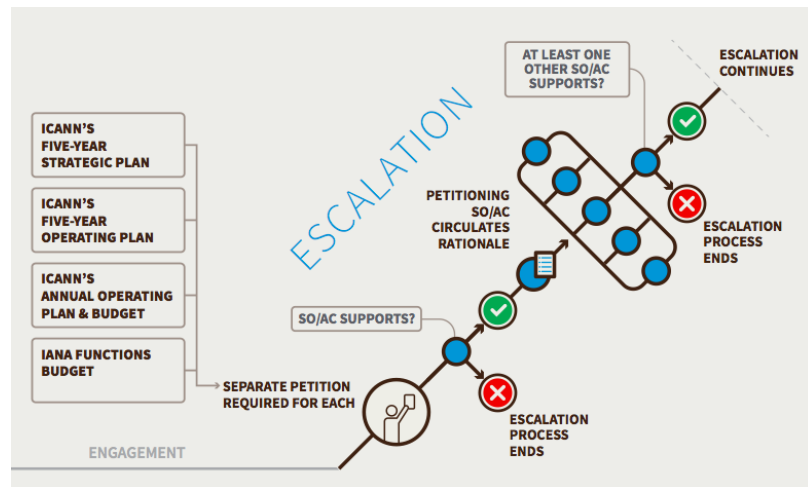 ICANN'S
FIVE-YEAR
STRATEGIC PLAN
ICANN'S
FIVE-YEAR
OPERATING PLAN
ICANN'S
ANNUAL OPERATING
PLAN & BUDGET
IANA FUNCTIONS
BUDGET
SEPARATE PETITION
REQUIRED FOR EACH
ENGAGEMENT
ESCALATION
SO/AC SUPPORTS?
ESCALATION
PROCESS
ENDS
PETITIONING
SO/AC
CIRCULATES
RATIONALE
AT LEAST ONE
OTHER SO/AC
SUPPORTS?
ESCALATION
PROCESS
ENDS
ESCALATION
CONTINUES